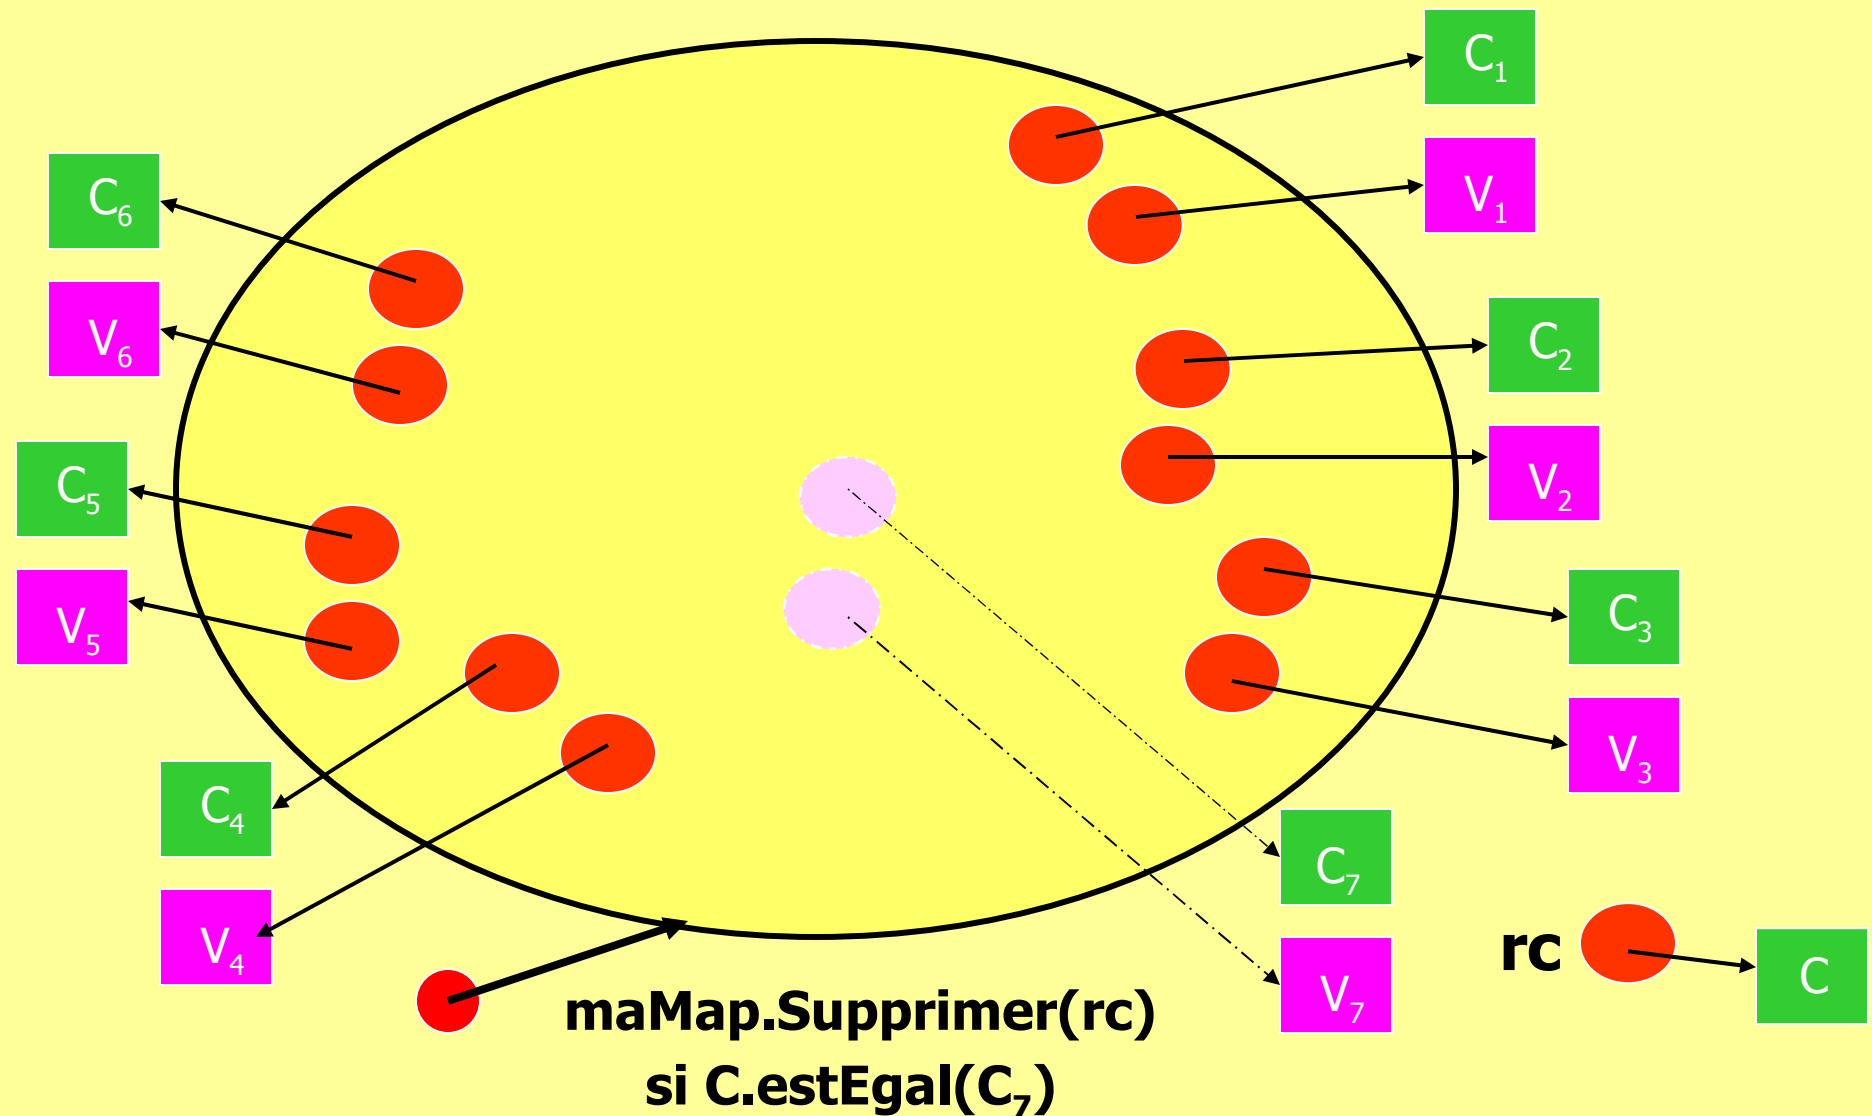 C1
V1
C6
V6
C2
V2
C5
V5
C3
V3
C4
V4
C7
V7
rc
C
maMap.Supprimer(rc)
si C.estEgal(C7)